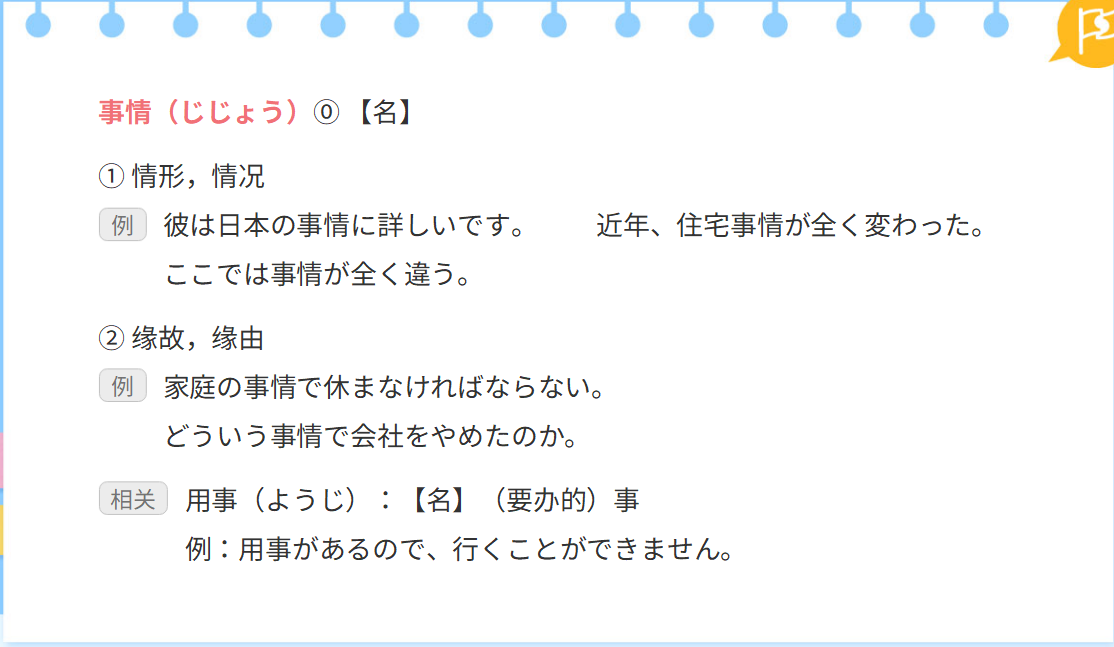 事情（じじょう）⓪ 【名】
① 情形，情况
例 彼は日本の事情に詳しいです。 近年、住宅事情が全く変わった。
ここでは事情が全く違う。
② 缘故，缘由
例 家庭の事情で休まなければならない。
どういう事情で会社をやめたのか。
相关 用事（ようじ）：【名】（要办的）事
例：用事があるので、行くことができません。